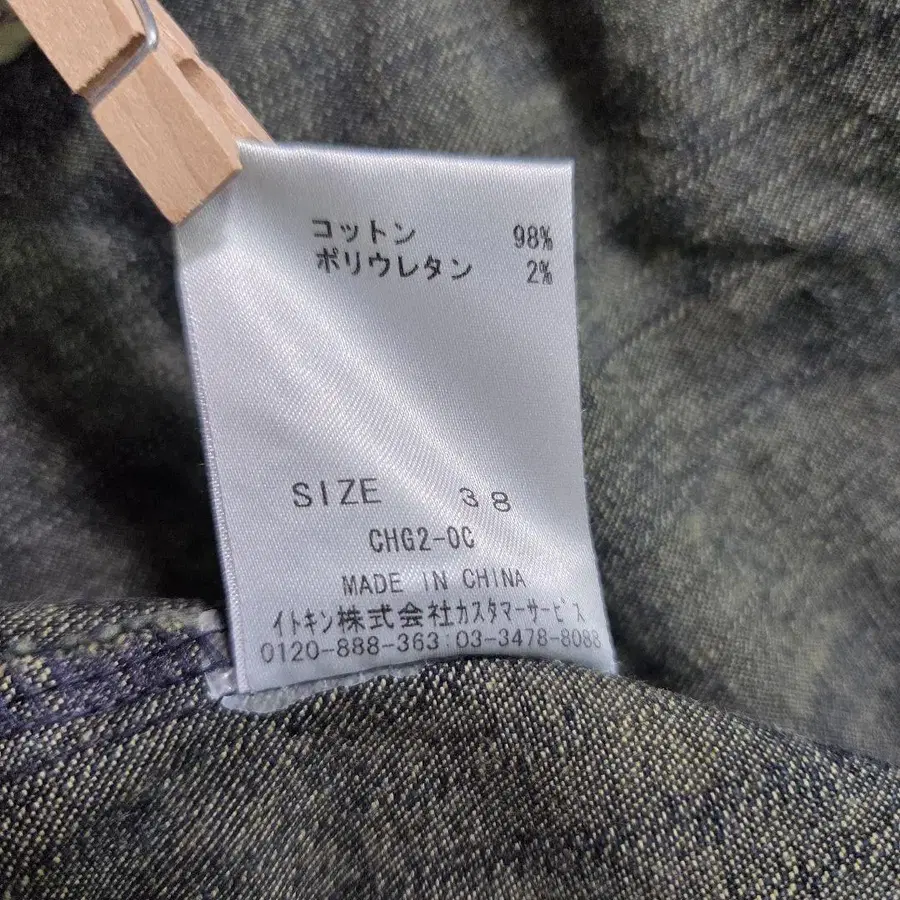 コットン 98%
ポリウレタン 2%
SIZE 38
CHG2-0C
MADE IN CHINA
イトキン株式会社カスタマーサービス
0120-888-363:03-3478-8088